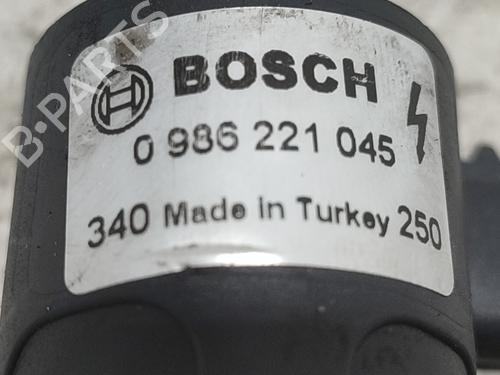 B-PARTS
BOSCH
0 986 221 045
340 Made in Turkey 250